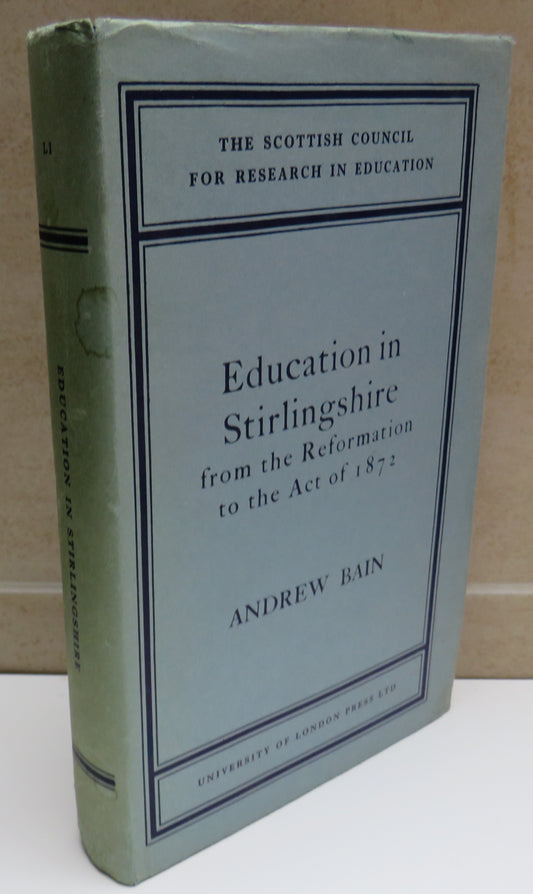 LI
EDUCATION IN STIRLINGSHIRE
THE SCOTTISH COUNCIL
FOR RESEARCH IN EDUCATION
Education in
Stirlingshire
from the Reformation
to the Act of 1872
ANDREW BAIN
UNIVERSITY OF LONDON PRESS LTD